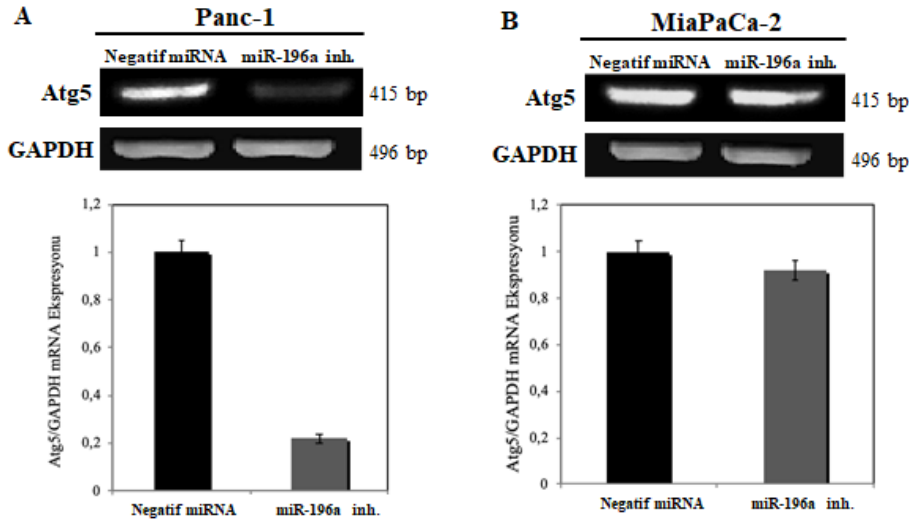 A
Panc-1
Negatif miRNA miR-196a inh.
Atg5 415 bp
GAPDH 496 bp
Atg5/GAPDH mRNA Ekspresyonu
1,2
1
0,8
0,6
0,4
0,2
0
Negatif miRNA miR-196a inh.
B
MiaPaCa-2
Negatif miRNA miR-196a inh.
Atg5 415 bp
GAPDH 496 bp
Atg5/GAPDH mRNA Ekspresyonu
1,2
1
0,8
0,6
0,4
0,2
0
Negatif miRNA miR-196a inh.